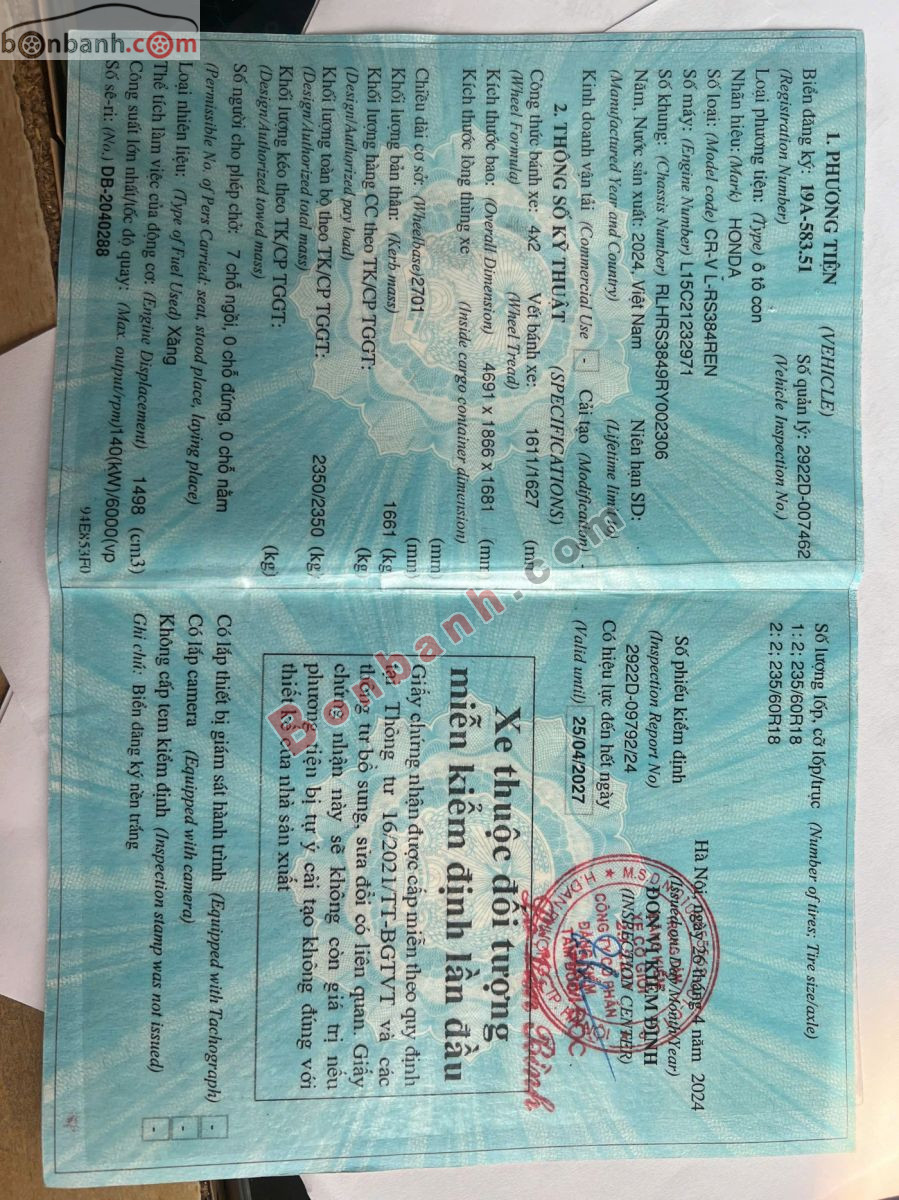 bonbanh.com
1. PHƯƠNG TIỆN (VEHICLE)
Biển đăng ký: 19A-583.51 Số quản lý: 2922D-007462
(Registration Number) (Vehicle Inspection No.)
Loại phương tiện: (Type) ô tô con
Nhãn hiệu: (Mark) HONDA
Số loại: (Model code) CR-V L-RS384REN
Số máy: (Engine Number) L15C2132971
Số khung: (Chassis Number) RLHRS3849RY002306
Năm, Nước sản xuất: 2024, Việt Nam Niên hạn SD:
(Manufactured Year and Country) (Lifetime limit to)
Kinh doanh vận tải (Commercial Use - Cải tạo (Modification) -
2. THÔNG SỐ KỸ THUẬT (SPECIFICATIONS)
Công thức bánh xe: 4x2 Vết bánh xe: 1611/1627 (mm
(Wheel Formula) (Wheel Tread)
Kích thước bao: (Overall Dimension) 4691 x 1866 x 1681 (mm)
Kích thước lòng thùng xe (Inside cargo container dimension)
(mm)
Chiều dài cơ sở: (Wheelbase)2701 (mm)
Khối lượng bản thân: (Kerb mass) 1661 (kg
Khối lượng hàng CC theo TK/CP TGGT: (kg)
(Design/Authorized pay load)
Khối lượng toàn bộ theo TK/CP TGGT: 2350/2350 (kg)
(Design/Authorized total mass)
Khối lượng kéo theo TK/CP TGGT: (kg)
(Design/Authorized towed mass)
Số người cho phép chở: 7 chỗ ngồi, 0 chỗ đứng, 0 chỗ nằm
(Permissible No. of Pers Carried: seat, stood place, laying place)
Loại nhiên liệu: (Type of Fuel Used) Xăng
Thể tích làm việc của động cơ: (Engine Displacement) 1498 (cm3)
Công suất lớn nhất/tốc độ quay: (Max. output/rpm)140(kW)/6000(vp
Số sê-ri: (No.) DB-2040288 94E853F0
Số lượng lốp, cỡ lốp/trục (Number of tires: Tire size/axle)
1: 2: 235/60R18
2: 2: 235/60R18
Số phiếu kiểm định
(Inspection Report No)
2922D-09792/24
Có hiệu lực đến hết ngày
(Valid until) 25/04/2027
Hà Nội, ngày 26 tháng 4 năm 2024
(Issued on: Day/Month/Year)
ĐƠN VỊ KIỂM ĐỊNH
(INSPECTION CENTER)
Xe thuộc đối tượng
miễn kiểm định lần đầu
Giấy chứng nhận được cấp miễn theo quy định
tại Thông tư 16/2021/TT-BGTVT và các
thông tư bổ sung, sửa đổi có liên quan. Giấy
chứng nhận này sẽ không còn giá trị nếu
phương tiện bị tự ý cải tạo không đúng với
thiết kế của nhà sản xuất
Có lắp thiết bị giám sát hành trình (Equipped with Tachograph) -
Có lắp camera (Equipped with camera) -
Không cấp tem kiểm định (Inspection stamp was not issued) -
Ghi chú: Biển đăng ký nền trắng
Bonbanh.com